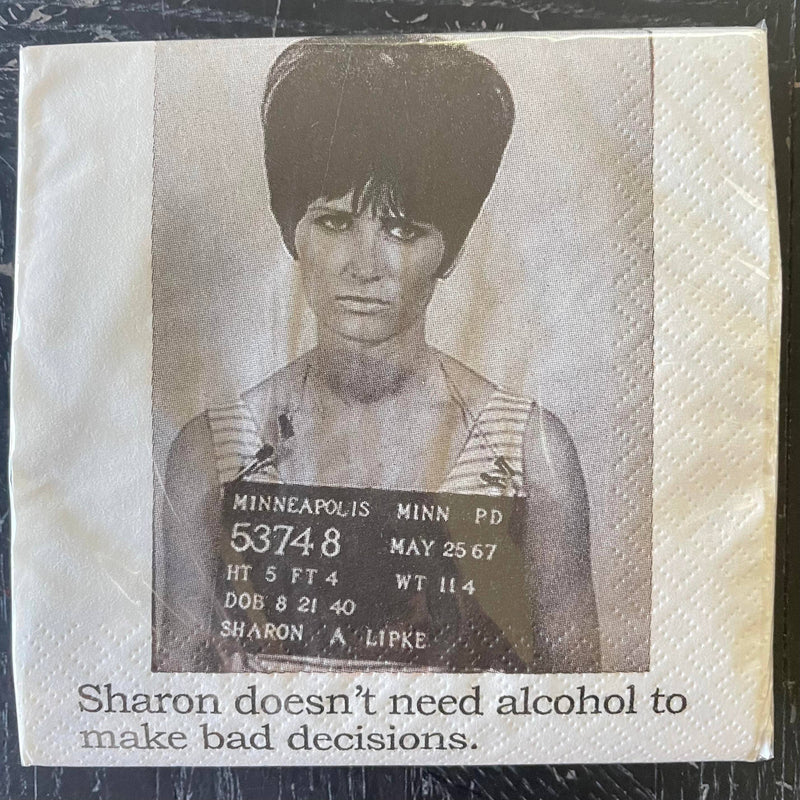 MINNEAPOLIS MINN PD
53748 MAY 25 67
HT 5 FT 4 WT 114
DOB 8 21 40
SHARON A LIPKE
Sharon doesn't need alcohol to
make bad decisions.